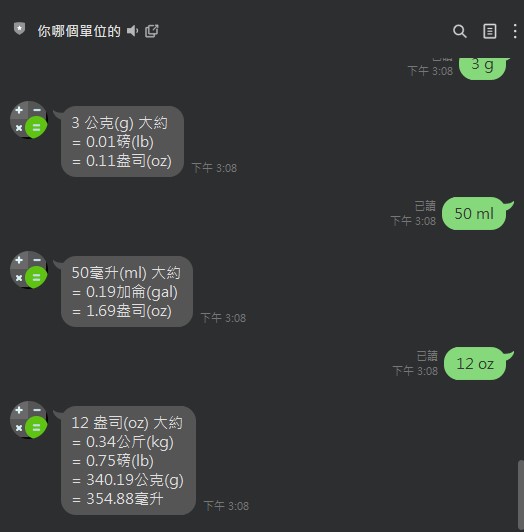 你哪個單位的
3 g
下午 3:08
3 公克(g) 大約
= 0.01磅(lb)
= 0.11盎司(oz)
下午 3:08
已讀
下午 3:08
50 ml
50毫升(ml) 大約
= 0.19加侖(gal)
= 1.69盎司(oz)
下午 3:08
已讀
下午 3:08
12 oz
12 盎司(oz) 大約
= 0.34公斤(kg)
= 0.75磅(lb)
= 340.19公克(g)
= 354.88毫升
下午 3:08